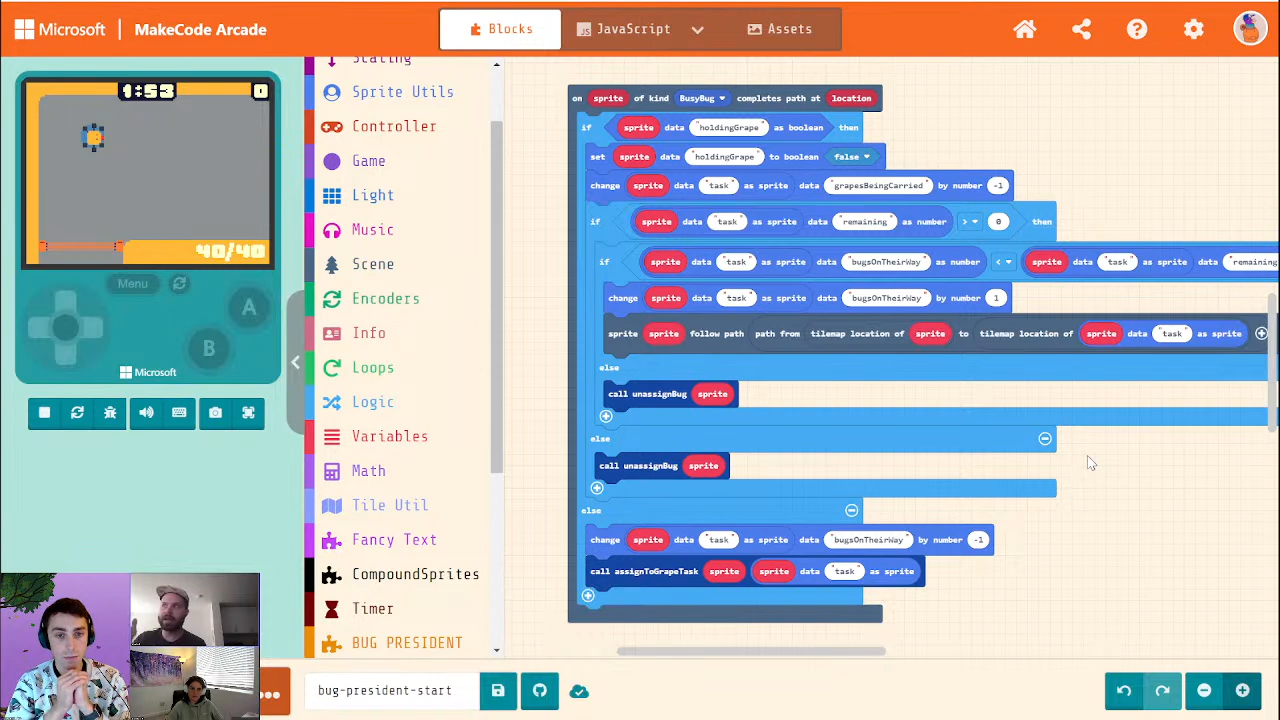 Microsoft MakeCode Arcade Blocks JavaScript Assets
1:53 0
40/40
Menu
A
B
Microsoft
Sprite Utils
Controller
Game
Light
Music
Scene
Encoders
Info
Loops
Logic
Variables
Math
Tile Util
Fancy Text
CompoundSprites
Timer
BUG PRESIDENT
on sprite of kind BusyBug completes path at location
if sprite data "holdingGrape" as boolean then
set sprite data "holdingGrape" to boolean false
change sprite data "task" as sprite data "grapesBeingCarried" by number -1
if sprite data "task" as sprite data "remaining" as number > 0 then
if sprite data "task" as sprite data "bugsOnTheirWay" as number < sprite data "task" as sprite data "remaining
change sprite data "task" as sprite data "bugsOnTheirWay" by number 1
sprite sprite follow path path from tilemap location of sprite to tilemap location of sprite data "task" as sprite
else
call unassignBug sprite
else
call unassignBug sprite
else
change sprite data "task" as sprite data "bugsOnTheirWay" by number -1
call assignToGrapeTask sprite sprite data "task" as sprite
bug-president-start